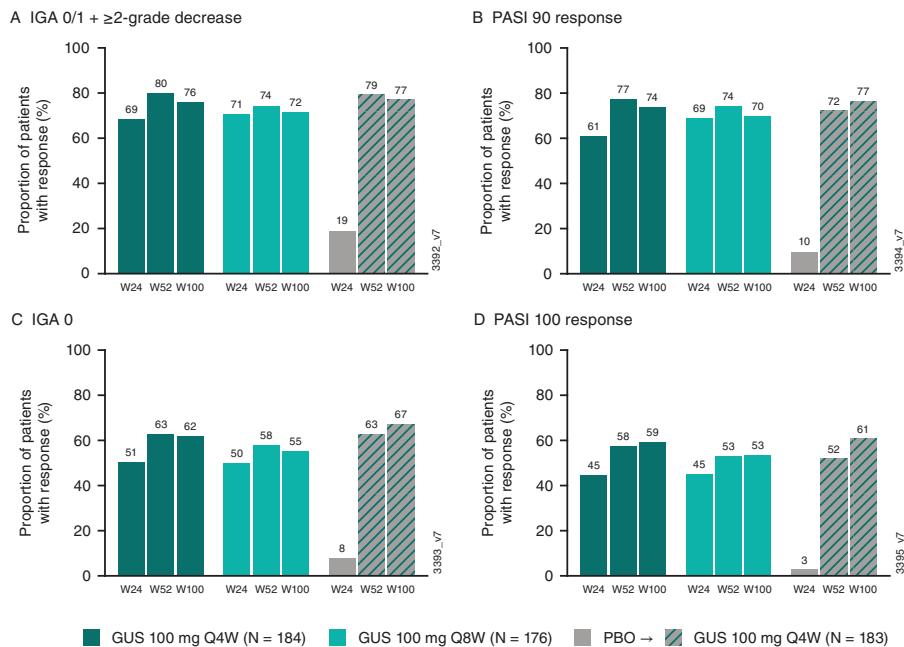 A IGA 0/1 + ≥2-grade decrease
Proportion of patients
with response (%)
100
80
60
40
20
0
69
80
76
71
74
72
19
79
77
W24 W52 W100 W24 W52 W100 W24 W52 W100
3392_v7
B PASI 90 response
Proportion of patients
with response (%)
100
80
60
40
20
0
61
77
74
69
74
70
10
72
77
W24 W52 W100 W24 W52 W100 W24 W52 W100
3394_v7
C IGA 0
Proportion of patients
with response (%)
100
80
60
40
20
0
51
63
62
50
58
55
8
63
67
W24 W52 W100 W24 W52 W100 W24 W52 W100
3393_v7
D PASI 100 response
Proportion of patients
with response (%)
100
80
60
40
20
0
45
58
59
45
53
53
3
52
61
W24 W52 W100 W24 W52 W100 W24 W52 W100
3395_v7
GUS 100 mg Q4W (N = 184) GUS 100 mg Q8W (N = 176) PBO → GUS 100 mg Q4W (N = 183)